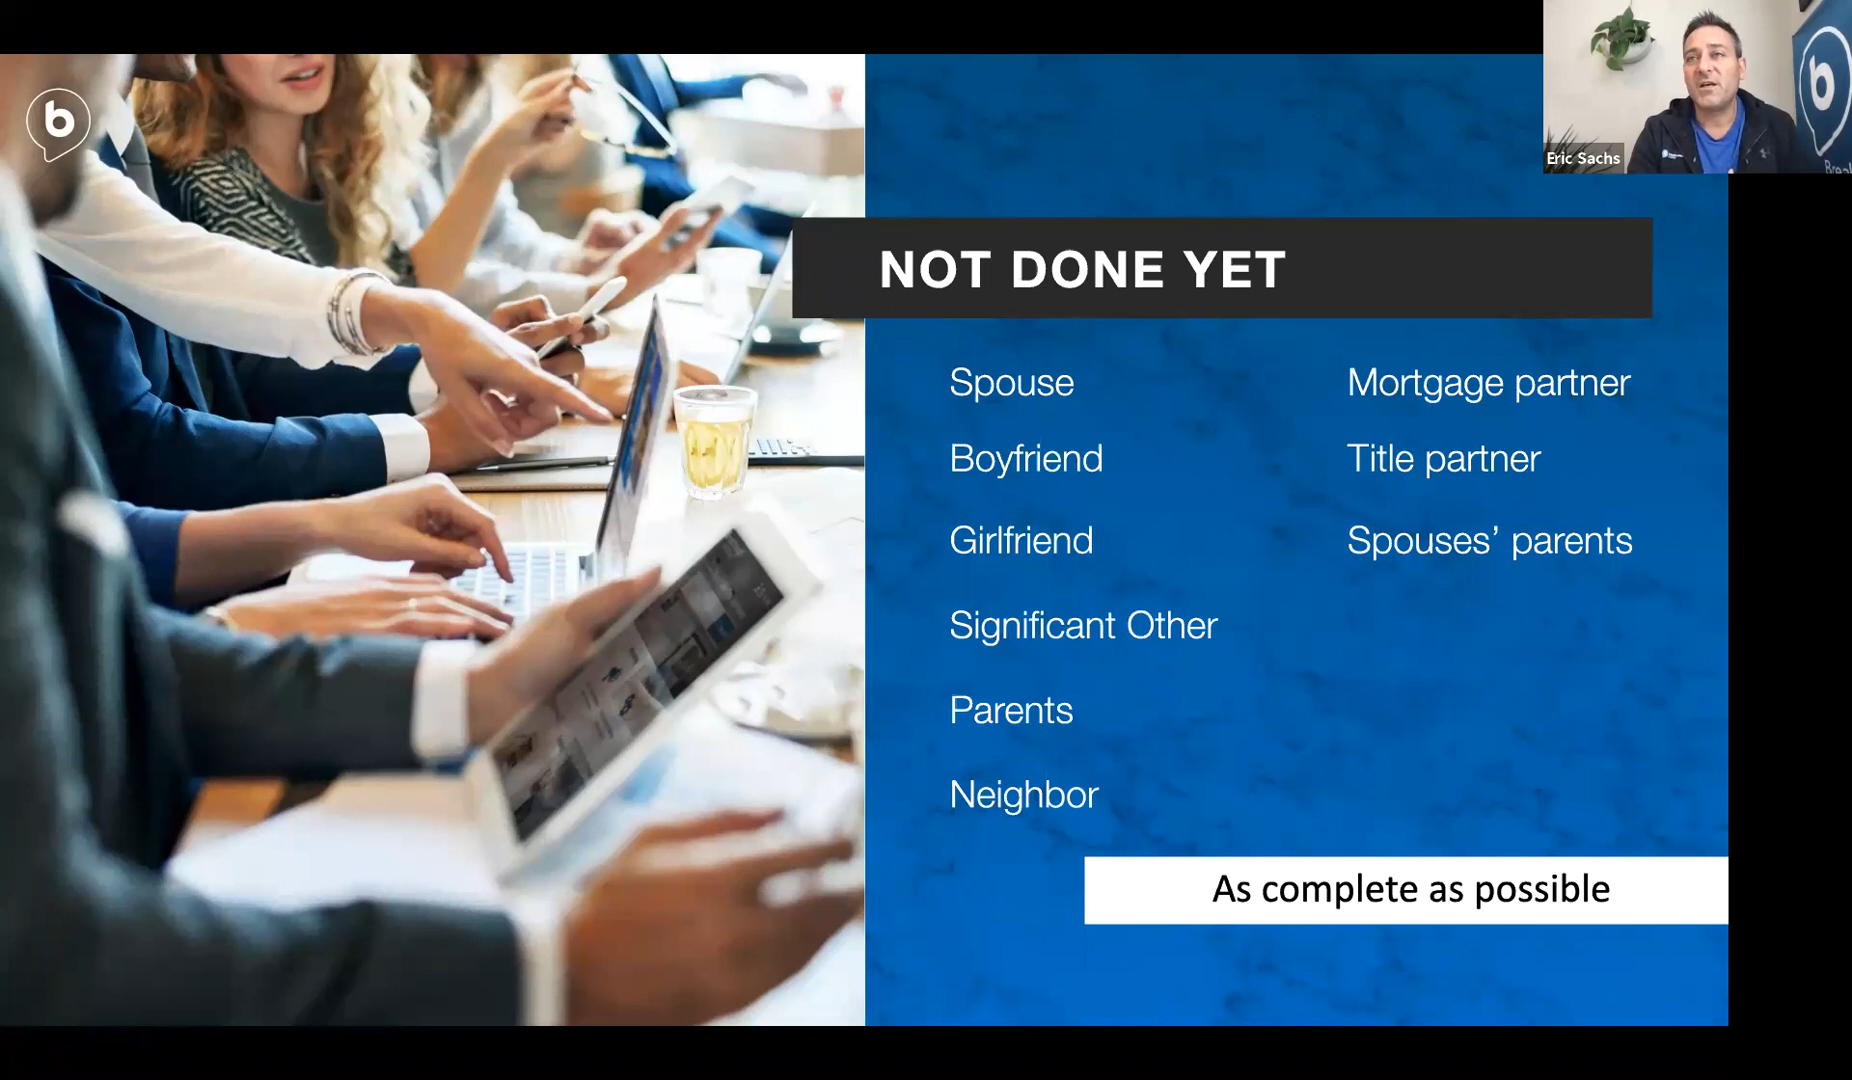 b
Eric Sachs
b
Brea
NOT DONE YET
Spouse
Boyfriend
Girlfriend
Significant Other
Parents
Neighbor
Mortgage partner
Title partner
Spouses’ parents
As complete as possible